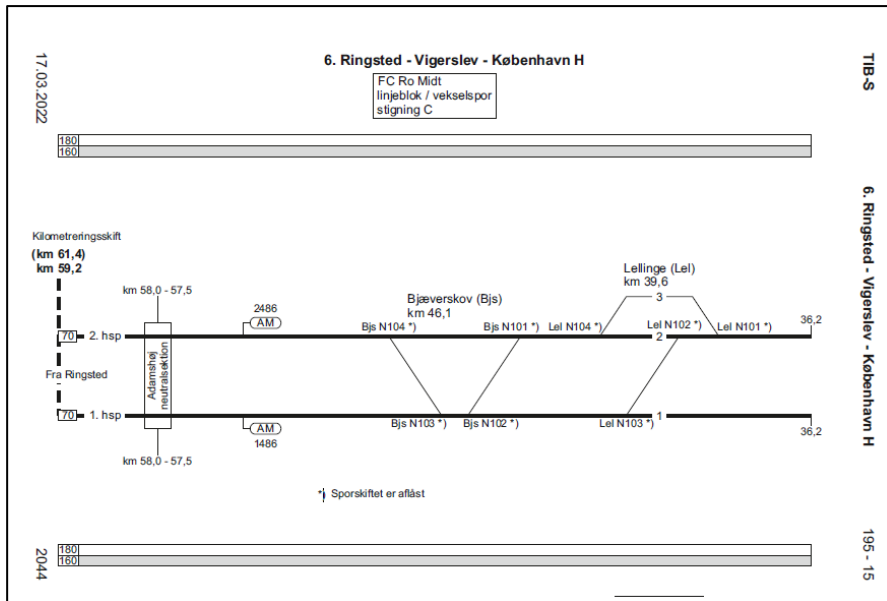 17.03.2022
6. Ringsted - Vigerslev - København H
TIB-S
FC Ro Midt
linjeblok / vekselspor
stigning C
180
160
Kilometreringsskift
(km 61,4)
km 59,2
km 58,0 - 57,5
2486
AM
Bjæverskov (Bjs)
km 46,1
Lellinge (Lel)
km 39,6
3
Bjs N104 *)
Bjs N101 *)
Lel N104 *)
Lel N102 *)
Lel N101 *)
36,2
70
2. hsp
2
Fra Ringsted
Adamshøj
neutralsektion
70
1. hsp
1
AM
1486
Bjs N103 *)
Bjs N102 *)
Lel N103 *)
36,2
km 58,0 - 57,5
*) Sporskiftet er aflåst
6. Ringsted - Vigerslev - København H
180
160
2044
195 - 15